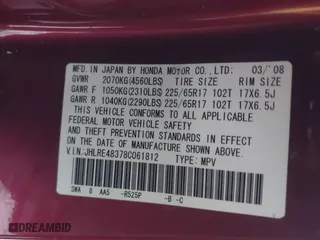 MFD. IN JAPAN BY HONDA MOTOR CO., LTD. 03/'08
GVWR 2070KG(4560LBS) TIRE SIZE RIM SIZE
GAWR F 1050KG(2310LBS) 225/65R17 102T 17X6.5J
GAWR R 1040KG(2290LBS) 225/65R17 102T 17X6.5J
THIS VEHICLE CONFORMS TO ALL APPLICABLE
FEDERAL MOTOR VEHICLE SAFETY
AND THEFT PREVENTION STANDARDS IN EFFECT
ON THE DATE OF MANUFACTURE SHOWN ABOVE.
V.I.N:JHLRE48378C061812 TYPE: MPV
SWA B AA5 -R525P -B -C
DREAMBID